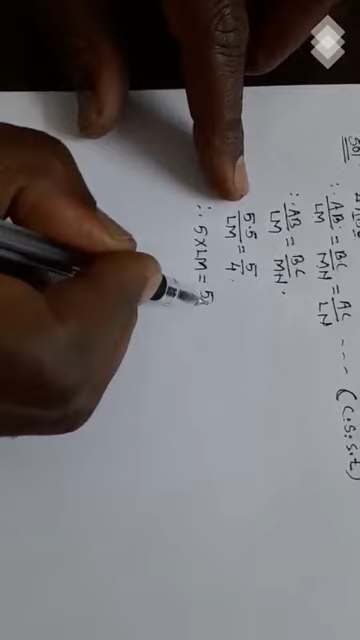 Sol
∴ AB/LM = BC/MN = AC/LN ---- (c.s.s.t)
∴ AB/LM = BC/MN.
5.5/LM = 5/4.
∴ 5×LM = 5